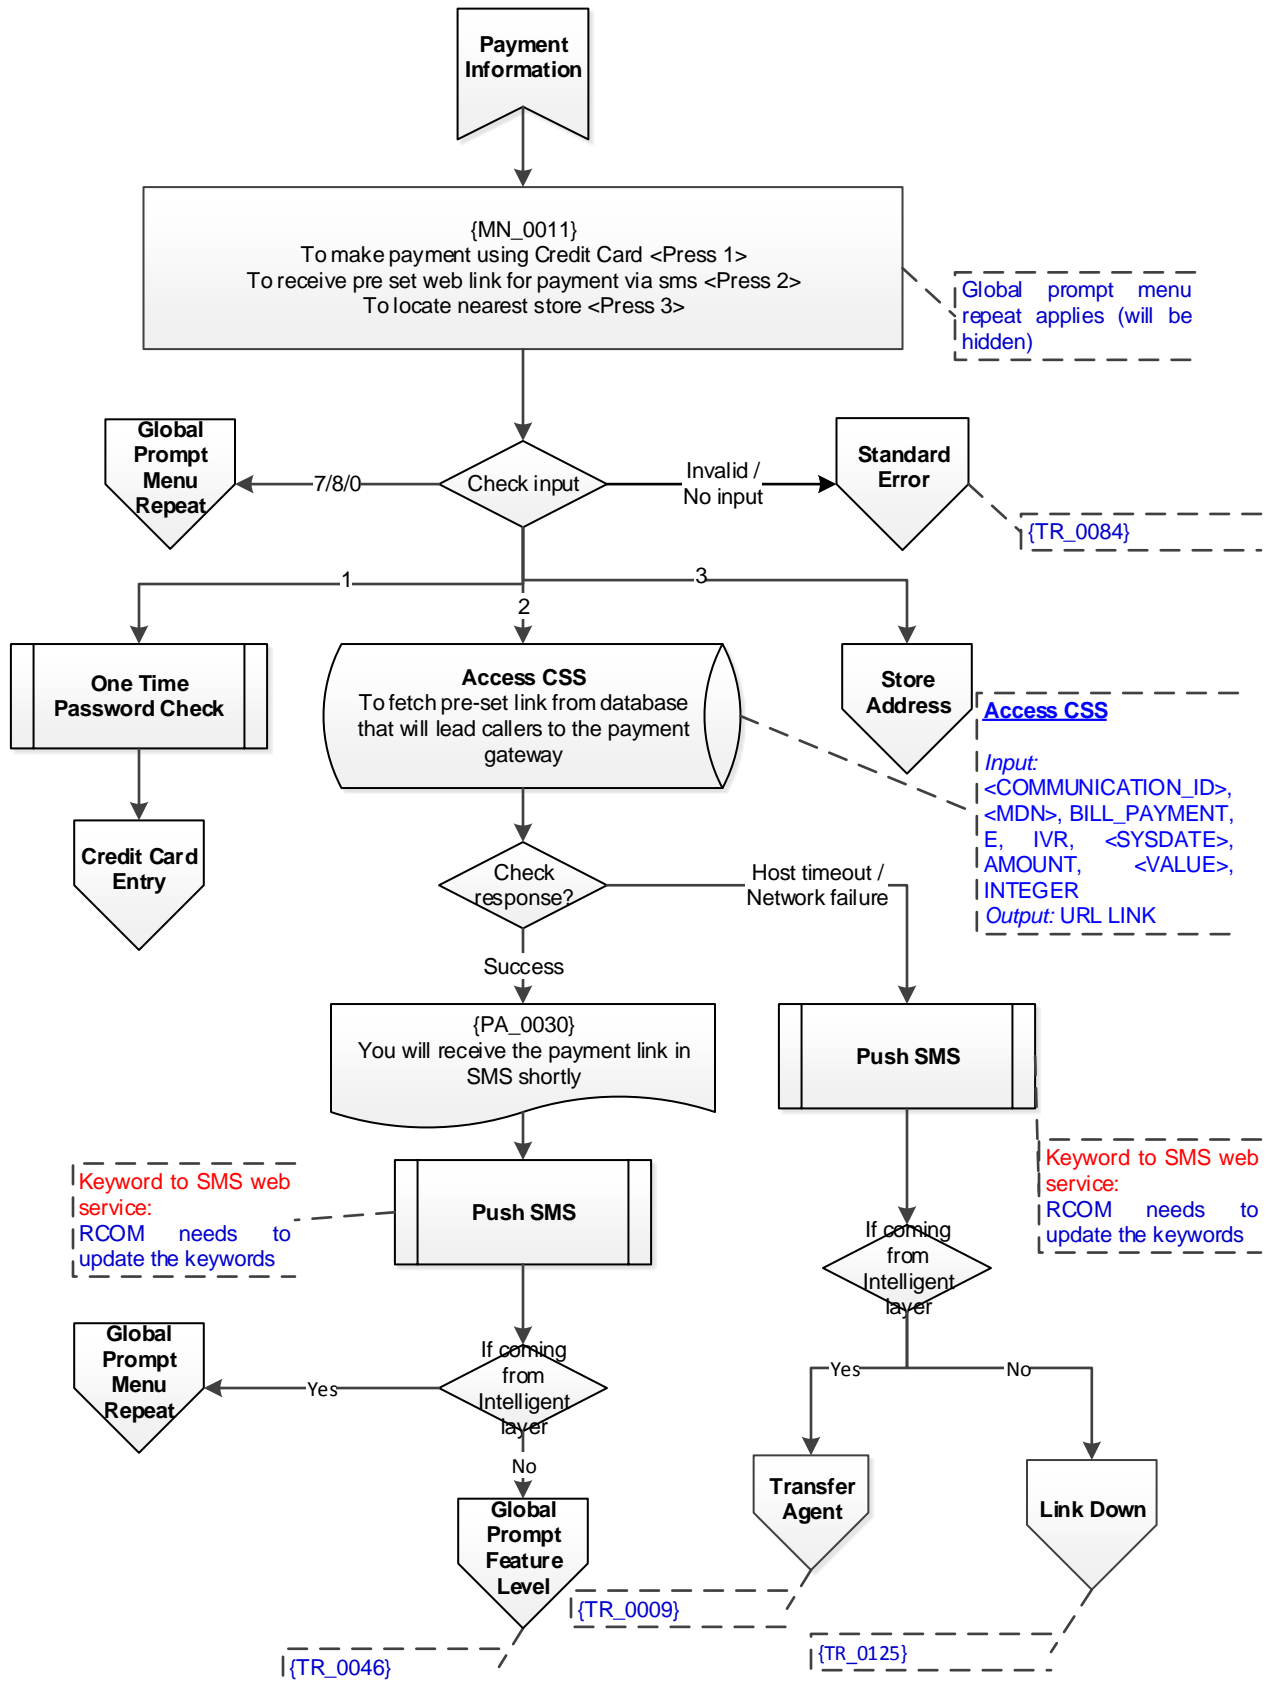 Payment
Information
{MN_0011}
To make payment using Credit Card <Press 1>
To receive pre set web link for payment via sms <Press 2>
To locate nearest store <Press 3>
Global prompt menu
repeat applies (will be
hidden)
Global
Prompt
Menu
Repeat
7/8/0
Check input
Invalid /
No input
Standard
Error
{TR_0084}
1
2
3
One Time
Password Check
Access CSS
To fetch pre-set link from database
that will lead callers to the payment
gateway
Store
Address
Access CSS
Input:
<COMMUNICATION_ID>,
<MDN>, BILL_PAYMENT,
E, IVR, <SYSDATE>,
AMOUNT, <VALUE>,
INTEGER
Output: URL LINK
Credit Card
Entry
Check
response?
Host timeout /
Network failure
Success
{PA_0030}
You will receive the payment link in
SMS shortly
Push SMS
Keyword to SMS web
service:
RCOM needs to
update the keywords
Push SMS
Keyword to SMS web
service:
RCOM needs to
update the keywords
If coming
from
Intelligent
layer
Global
Prompt
Menu
Repeat
Yes
If coming
from
Intelligent
layer
Yes
No
No
Transfer
Agent
Link Down
Global
Prompt
Feature
Level
{TR_0009}
{TR_0046}
{TR_0125}